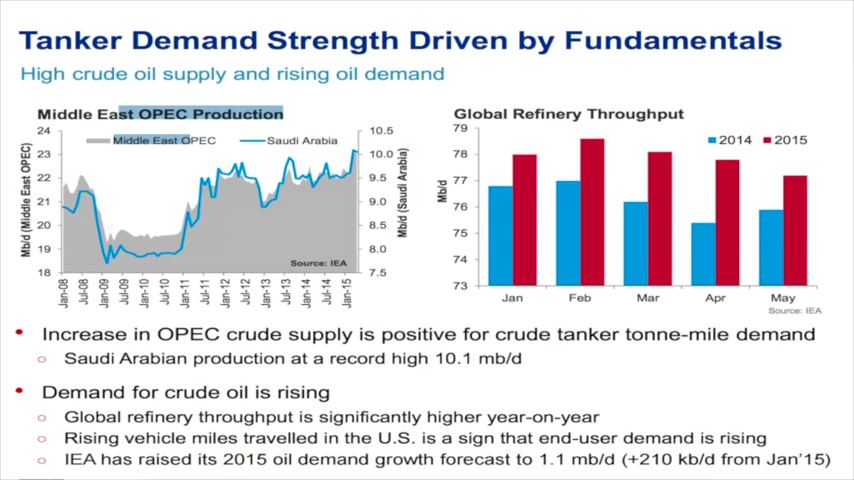 Tanker Demand Strength Driven by Fundamentals
High crude oil supply and rising oil demand
Middle East OPEC Production
Middle East OPEC
Saudi Arabia
Mb/d (Middle East OPEC)
24
23
22
21
20
19
18
10.5
10.0
9.5
9.0
8.5
8.0
7.5
Mb/d (Saudi Arabia)
Source: IEA
Jan-08
Jul-08
Jan-09
Jul-09
Jan-10
Jul-10
Jan-11
Jul-11
Jan-12
Jul-12
Jan-13
Jul-13
Jan-14
Jul-14
Jan-15
Global Refinery Throughput
2014
2015
Mb/d
79
78
77
76
75
74
73
Jan
Feb
Mar
Apr
May
Source: IEA
• Increase in OPEC crude supply is positive for crude tanker tonne-mile demand
○ Saudi Arabian production at a record high 10.1 mb/d
• Demand for crude oil is rising
○ Global refinery throughput is significantly higher year-on-year
○ Rising vehicle miles travelled in the U.S. is a sign that end-user demand is rising
○ IEA has raised its 2015 oil demand growth forecast to 1.1 mb/d (+210 kb/d from Jan'15)